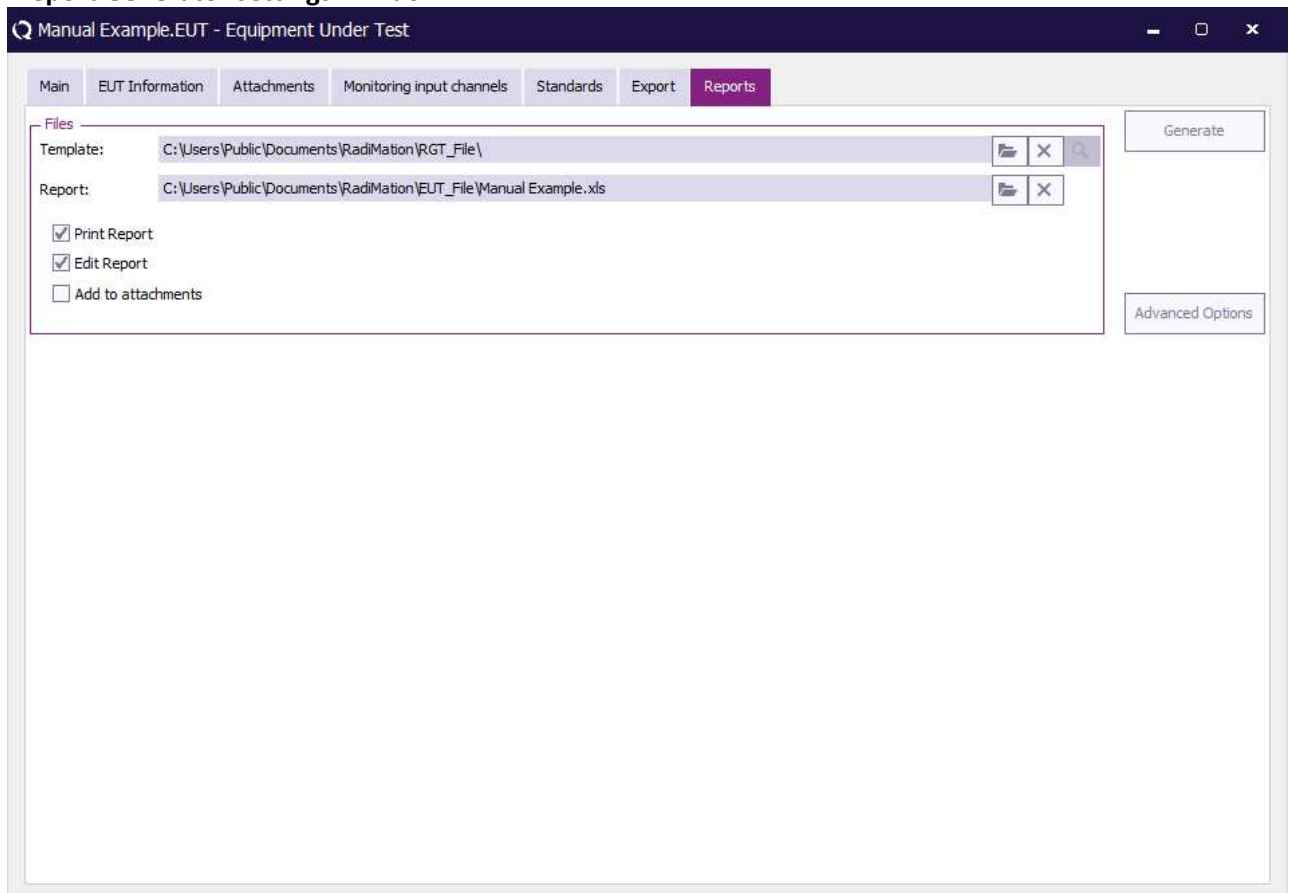 Manual Example.EUT - Equipment Under Test
Main EUT Information Attachments Monitoring input channels Standards Export Reports
Files
Generate
Template: C:\Users\Public\Documents\RadiMation\RGT_File\
Report: C:\Users\Public\Documents\RadiMation\EUT_File\Manual Example.xls
Print Report
Edit Report
Add to attachments
Advanced Options